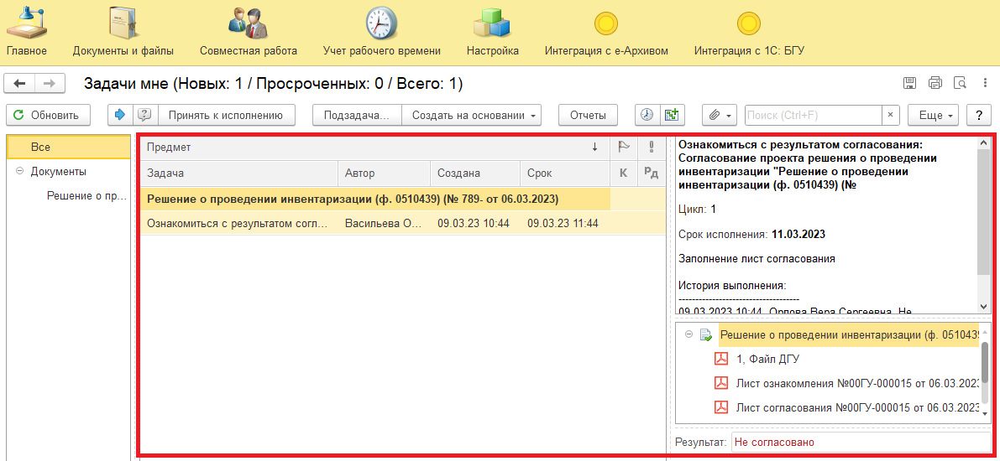 Главное Документы и файлы Совместная работа Учет рабочего времени Настройка Интеграция с е-Архивом Интеграция с 1С: БГУ
Задачи мне (Новых: 1 / Просроченных: 0 / Всего: 1)
Обновить Принять к исполнению Подзадача... Создать на основании Отчеты Поиск (Ctrl+F) × Еще ?
Все
Документы
Решение о пр...
Предмет ↓
Задача Автор Создана Срок К Рд
Решение о проведении инвентаризации (ф. 0510439) (№ 789- от 06.03.2023)
Ознакомиться с результатом согл... Васильева О... 09.03.23 10:44 09.03.23 11:44
Ознакомиться с результатом согласования:
Согласование проекта решения о проведении
инвентаризации "Решение о проведении
инвентаризации (ф. 0510439) (№
Цикл: 1
Срок исполнения: 11.03.2023
Заполнение лист согласования
История выполнения:
------------------------------------
09.03.2023 10:44, Орлова Вера Сергеевна, Не
Решение о проведении инвентаризации (ф. 0510439
1, Файл ДГУ
Лист ознакомления №00ГУ-000015 от 06.03.2023
Лист согласования №00ГУ-000015 от 06.03.2023
Результат: Не согласовано